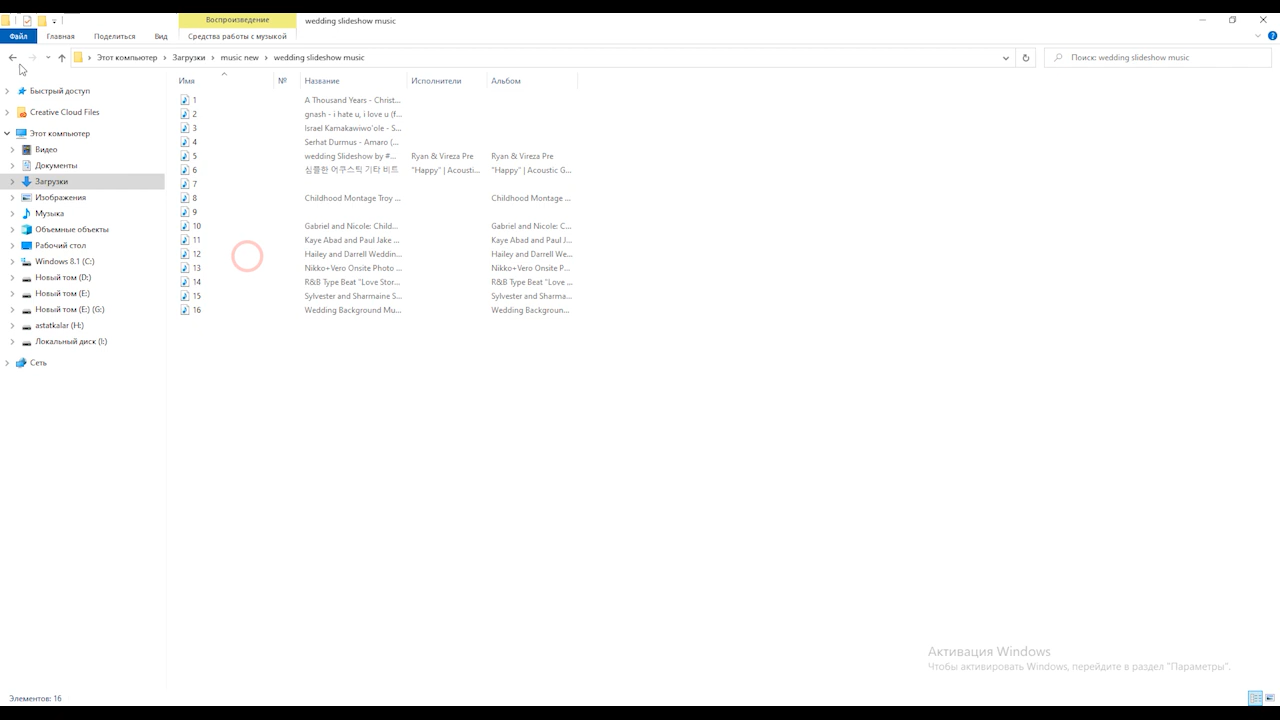 Воспроизведение
wedding slideshow music
Файл
Главная
Поделиться
Вид
Средства работы с музыкой
Этот компьютер
Загрузки
music new
wedding slideshow music
Поиск: wedding slideshow music
Имя
№
Название
Исполнители
Альбом
Быстрый доступ
Creative Cloud Files
Этот компьютер
Видео
Документы
Загрузки
Изображения
Музыка
Объемные объекты
Рабочий стол
Windows 8.1 (C:)
Новый том (D:)
Новый том (E:)
Новый том (E:) (G:)
astatkalar (H:)
Локальный диск (I:)
Сеть
1 A Thousand Years - Christ...
2 gnash - i hate u, i love u (f...
3 Israel Kamakawiwo'ole - S...
4 Serhat Durmus - Amaro (...
5 wedding Slideshow by #... Ryan & Vireza Pre Ryan & Vireza Pre
6 심플한 어쿠스틱 기타 비트 "Happy" | Acousti... "Happy" | Acoustic G...
7
8 Childhood Montage Troy ... Childhood Montage ...
9
10 Gabriel and Nicole: Child... Gabriel and Nicole: C...
11 Kaye Abad and Paul Jake ... Kaye Abad and Paul J...
12 Hailey and Darrell Weddin... Hailey and Darrell We...
13 Nikko+Vero Onsite Photo ... Nikko+Vero Onsite P...
14 R&B Type Beat "Love Stor... R&B Type Beat "Love ...
15 Sylvester and Sharmaine S... Sylvester and Sharma...
16 Wedding Background Mu... Wedding Backgroun...
Активация Windows
Чтобы активировать Windows, перейдите в раздел "Параметры".
Элементов: 16